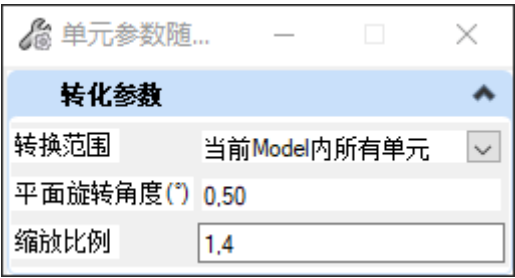 单元参数随...
转化参数
转换范围 当前Model内所有单元
平面旋转角度(°) 0,50
缩放比例 1,4